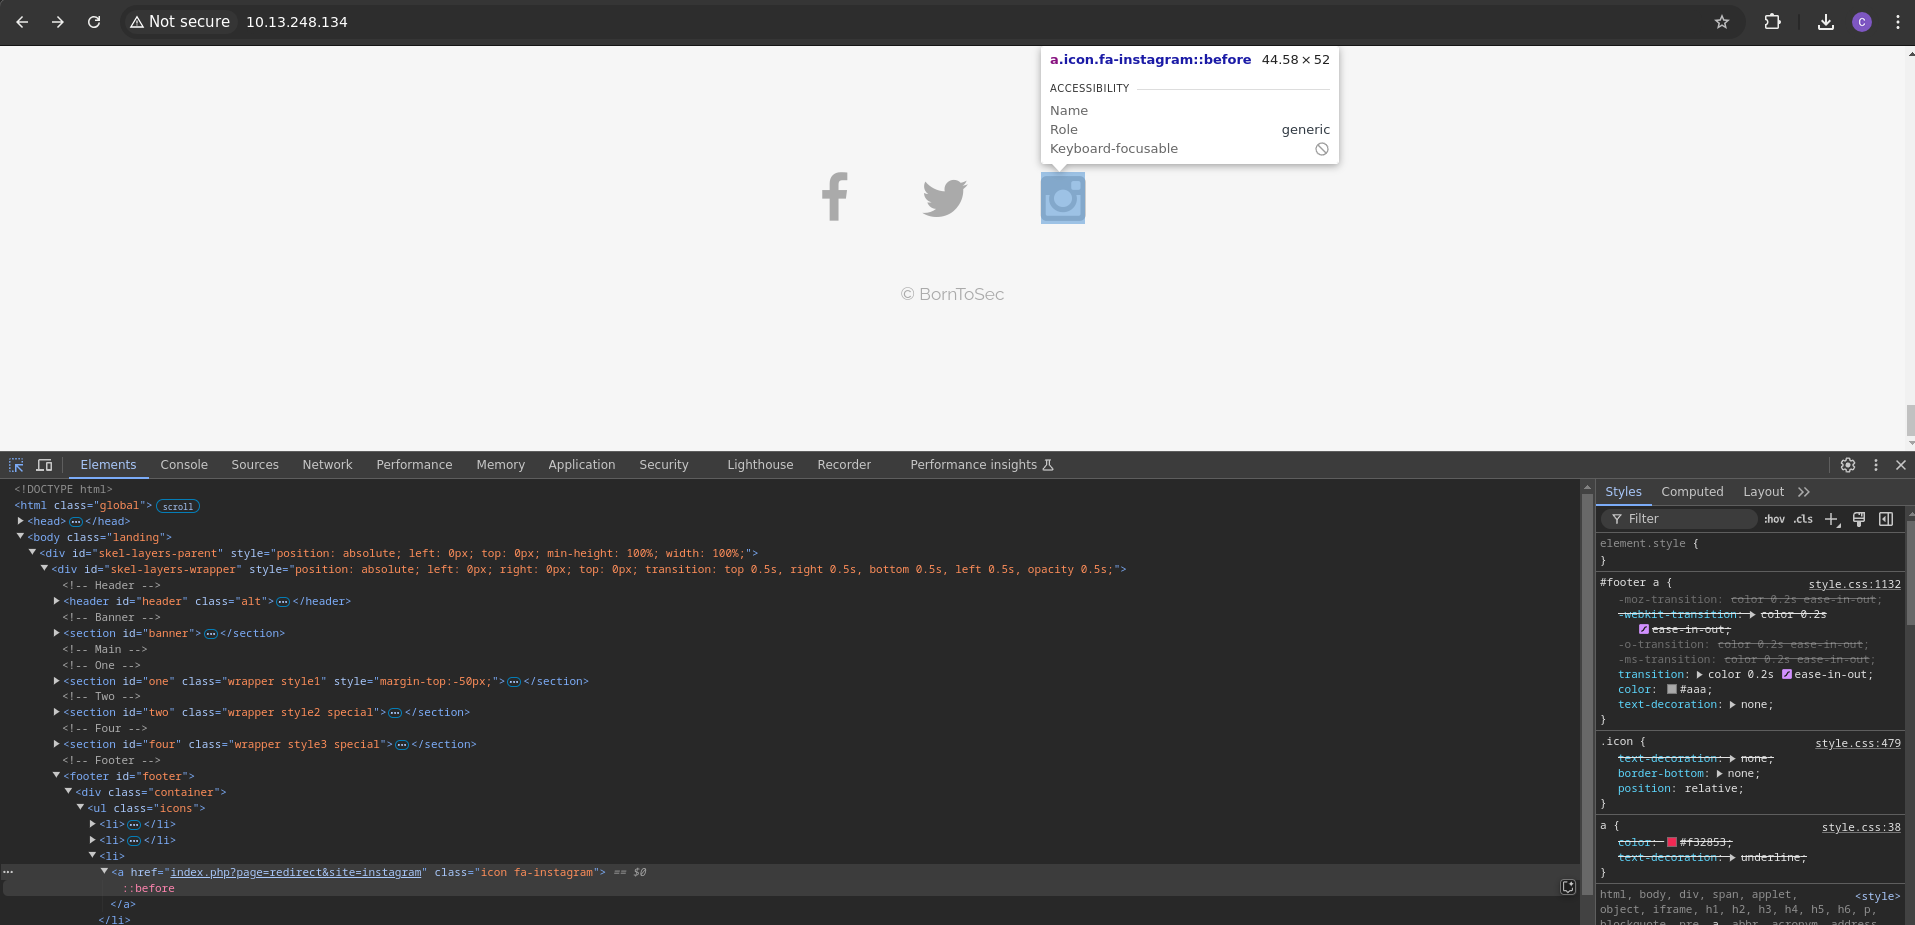 Not secure 10.13.248.134
C
a.icon.fa-instagram::before 44.58 × 52
ACCESSIBILITY
Name
Role generic
Keyboard-focusable
© BornToSec
Elements Console Sources Network Performance Memory Application Security Lighthouse Recorder Performance insights
<!DOCTYPE html>
<html class="global"> scroll
<head> ••• </head>
<body class="landing">
<div id="skel-layers-parent" style="position: absolute; left: 0px; top: 0px; min-height: 100%; width: 100%;">
<div id="skel-layers-wrapper" style="position: absolute; left: 0px; right: 0px; top: 0px; transition: top 0.5s, right 0.5s, bottom 0.5s, left 0.5s, opacity 0.5s;">
<!-- Header -->
<header id="header" class="alt"> ••• </header>
<!-- Banner -->
<section id="banner"> ••• </section>
<!-- Main -->
<!-- One -->
<section id="one" class="wrapper style1" style="margin-top:-50px;"> ••• </section>
<!-- Two -->
<section id="two" class="wrapper style2 special"> ••• </section>
<!-- Four -->
<section id="four" class="wrapper style3 special"> ••• </section>
<!-- Footer -->
<footer id="footer">
<div class="container">
<ul class="icons">
<li> ••• </li>
<li> ••• </li>
<li>
<a href="index.php?page=redirect&site=instagram" class="icon fa-instagram"> == $0
::before
</a>
</li>
Styles Computed Layout
Filter :hov .cls
element.style {
}
#footer a { style.css:1132
-moz-transition: color 0.2s ease-in-out;
-webkit-transition: color 0.2s
ease-in-out;
-o-transition: color 0.2s ease-in-out;
-ms-transition: color 0.2s ease-in-out;
transition: color 0.2s ease-in-out;
color: #aaa;
text-decoration: none;
}
.icon { style.css:479
text-decoration: none;
border-bottom: none;
position: relative;
}
a { style.css:38
color: #f32853;
text-decoration: underline;
}
html, body, div, span, applet, <style>
object, iframe, h1, h2, h3, h4, h5, h6, p,
blockquote, pre, a, abbr, acronym, address,